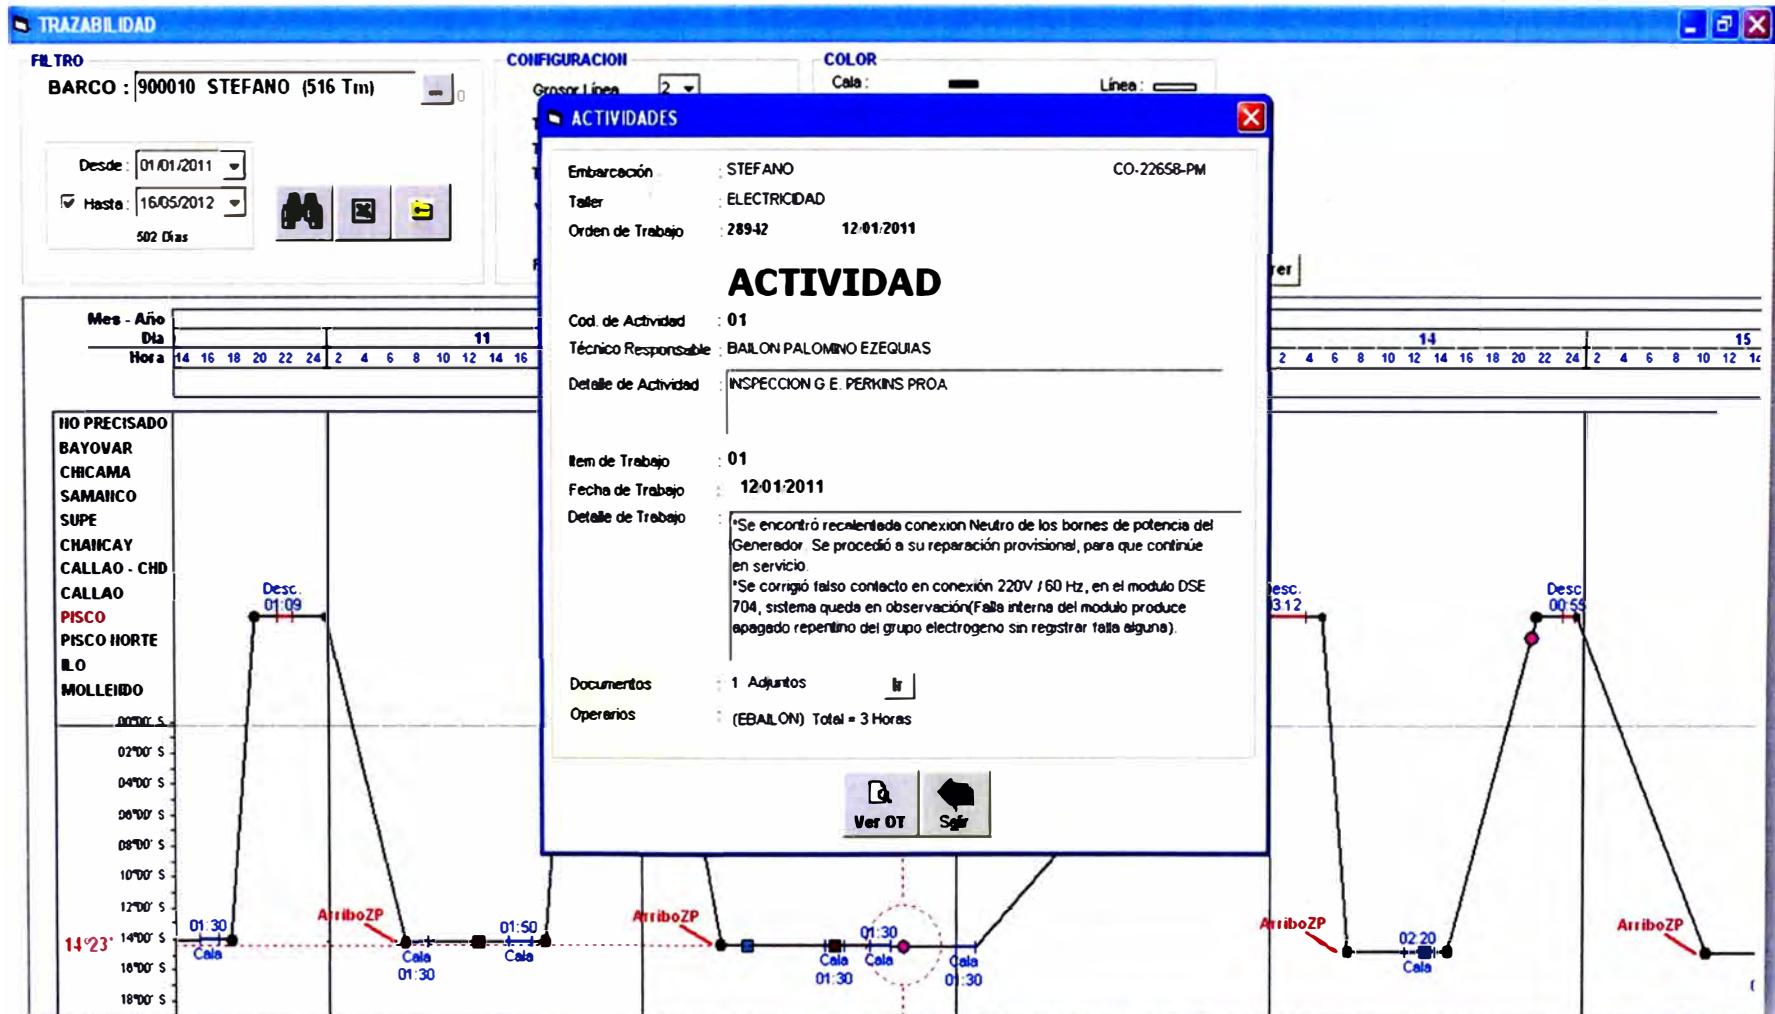 TRAZABILIDAD
FILTRO
BARCO : 900010 STEFANO (516 Tm)
0
Desde : 01/01/2011
Hasta : 16/05/2012
502 Dias
CONFIGURACION
Grosor Línea 2
COLOR
Cala :
Línea :
rer
ACTIVIDADES
Embarcación : STEFANO CO-22658-PM
Taller : ELECTRICIDAD
Orden de Trabajo : 28942 12/01/2011
ACTIVIDAD
Cod. de Actividad : 01
Técnico Responsable : BAILON PALOMINO EZEQUIAS
Detalle de Actividad : INSPECCION G.E. PERKINS PROA
Item de Trabajo : 01
Fecha de Trabajo : 12/01/2011
Detalle de Trabajo : *Se encontró recalentada conexion Neutro de los bornes de potencia del
Generador. Se procedió a su reparación provisional, para que continúe
en servicio.
*Se corrigió falso contacto en conexión 220V / 60 Hz, en el modulo DSE
704, sistema queda en observación(Falla interna del modulo produce
apagado repentino del grupo electrogeno sin registrar falla alguna).
Documentos : 1 Adjuntos Ir
Operarios : (EBAILON) Total = 3 Horas
Ver OT Salir
Mes - Año
Dia 11 14 15
Hora 14 16 18 20 22 24 2 4 6 8 10 12 14 16 2 4 6 8 10 12 14 16 18 20 22 24 2 4 6 8 10 12 14
NO PRECISADO
BAYOVAR
CHICAMA
SAMANCO
SUPE
CHANCAY
CALLAO - CHD
CALLAO
PISCO
PISCO NORTE
ILO
MOLLENDO
Desc. 01:09
esc. 3:12
Desc 00:55
00°00' S
02°00' S
04°00' S
06°00' S
08°00' S
10°00' S
12°00' S
14°00' S
16°00' S
18°00' S
14°23'
01:30 Cala
ArriboZP
Cala 01:30
01:50 Cala
ArriboZP
Cala 01:30
01:30 Cala
Cala 01:30
ArriboZP
02:20 Cala
ArriboZP